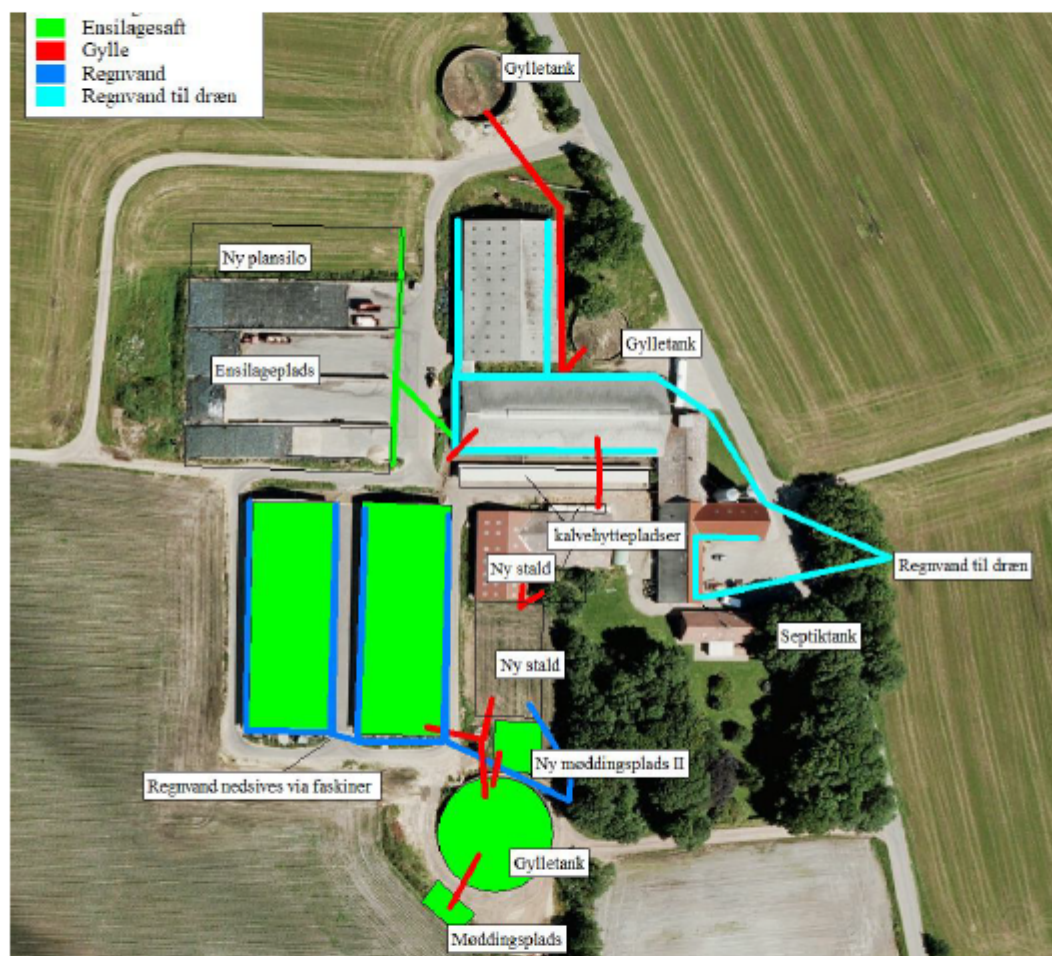 Ensilagesaft
Gylle
Regnvand
Regnvand til dræn
Gylletank
Ny plansilo
Gylletank
Ensilageplads
kalvehyttepladser
Regnvand til dræn
Ny stald
Septiktank
Ny stald
Ny møddingsplads II
Regnvand nedsives via faskiner
Gylletank
Møddingsplads